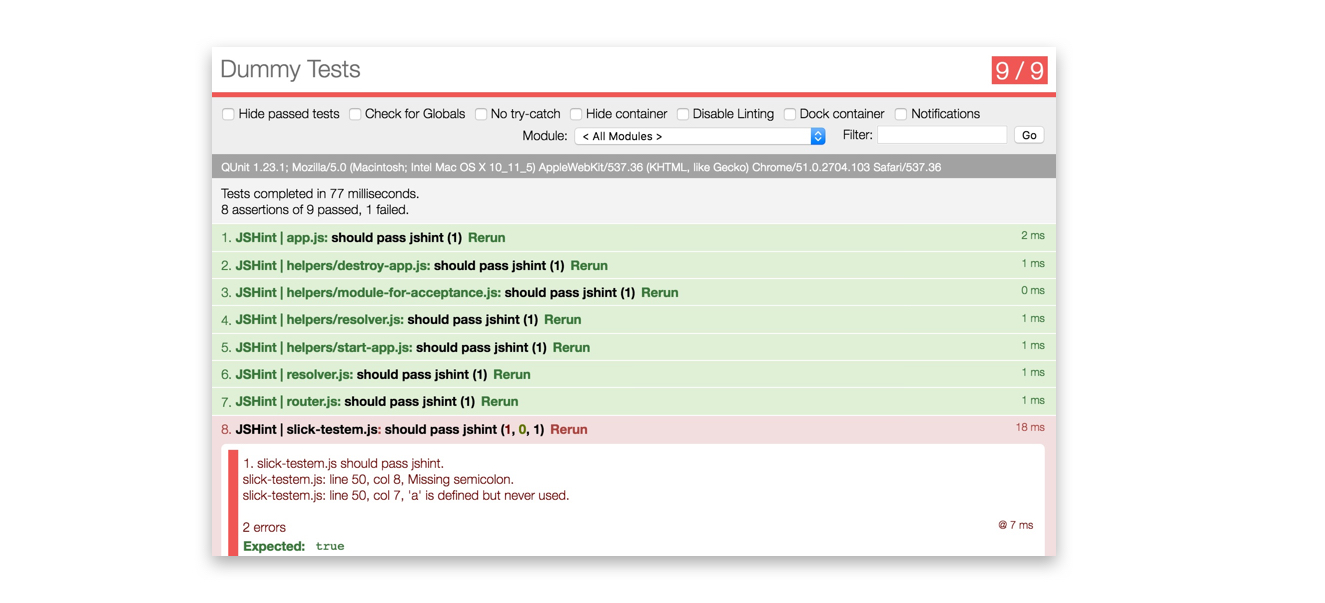 Dummy Tests
9 / 9
Hide passed tests Check for Globals No try-catch Hide container Disable Linting Dock container Notifications
Module: < All Modules > Filter: Go
QUnit 1.23.1; Mozilla/5.0 (Macintosh; Intel Mac OS X 10_11_5) AppleWebKit/537.36 (KHTML, like Gecko) Chrome/51.0.2704.103 Safari/537.36
Tests completed in 77 milliseconds.
8 assertions of 9 passed, 1 failed.
1. JSHint | app.js: should pass jshint (1) Rerun 2 ms
2. JSHint | helpers/destroy-app.js: should pass jshint (1) Rerun 1 ms
3. JSHint | helpers/module-for-acceptance.js: should pass jshint (1) Rerun 0 ms
4. JSHint | helpers/resolver.js: should pass jshint (1) Rerun 1 ms
5. JSHint | helpers/start-app.js: should pass jshint (1) Rerun 1 ms
6. JSHint | resolver.js: should pass jshint (1) Rerun 1 ms
7. JSHint | router.js: should pass jshint (1) Rerun 1 ms
8. JSHint | slick-testem.js: should pass jshint (1, 0, 1) Rerun 18 ms
1. slick-testem.js should pass jshint.
slick-testem.js: line 50, col 8, Missing semicolon.
slick-testem.js: line 50, col 7, 'a' is defined but never used.
2 errors @ 7 ms
Expected: true